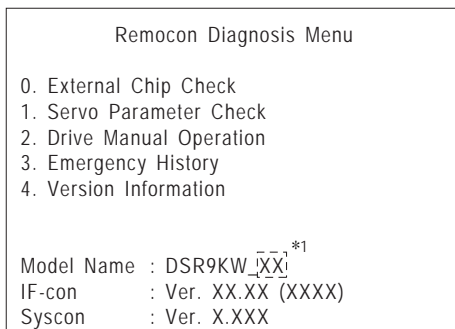 Remocon Diagnosis Menu
0. External Chip Check
1. Servo Parameter Check
2. Drive Manual Operation
3. Emergency History
4. Version Information
*1
Model Name : DSR9KW_XX
IF-con : Ver. XX.XX (XXXX)
Syscon : Ver. X.XXX